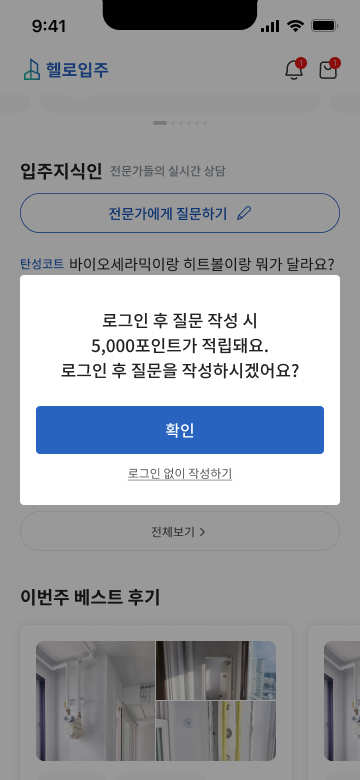 9:41
헬로입주
1
1
입주지식인 전문가들의 실시간 상담
전문가에게 질문하기
탄성코트 바이오세라믹이랑 히트볼이랑 뭐가 달라요?
로그인 후 질문 작성 시
5,000포인트가 적립돼요.
로그인 후 질문을 작성하시겠어요?
확인
로그인 없이 작성하기
전체보기 >
이번주 베스트 후기